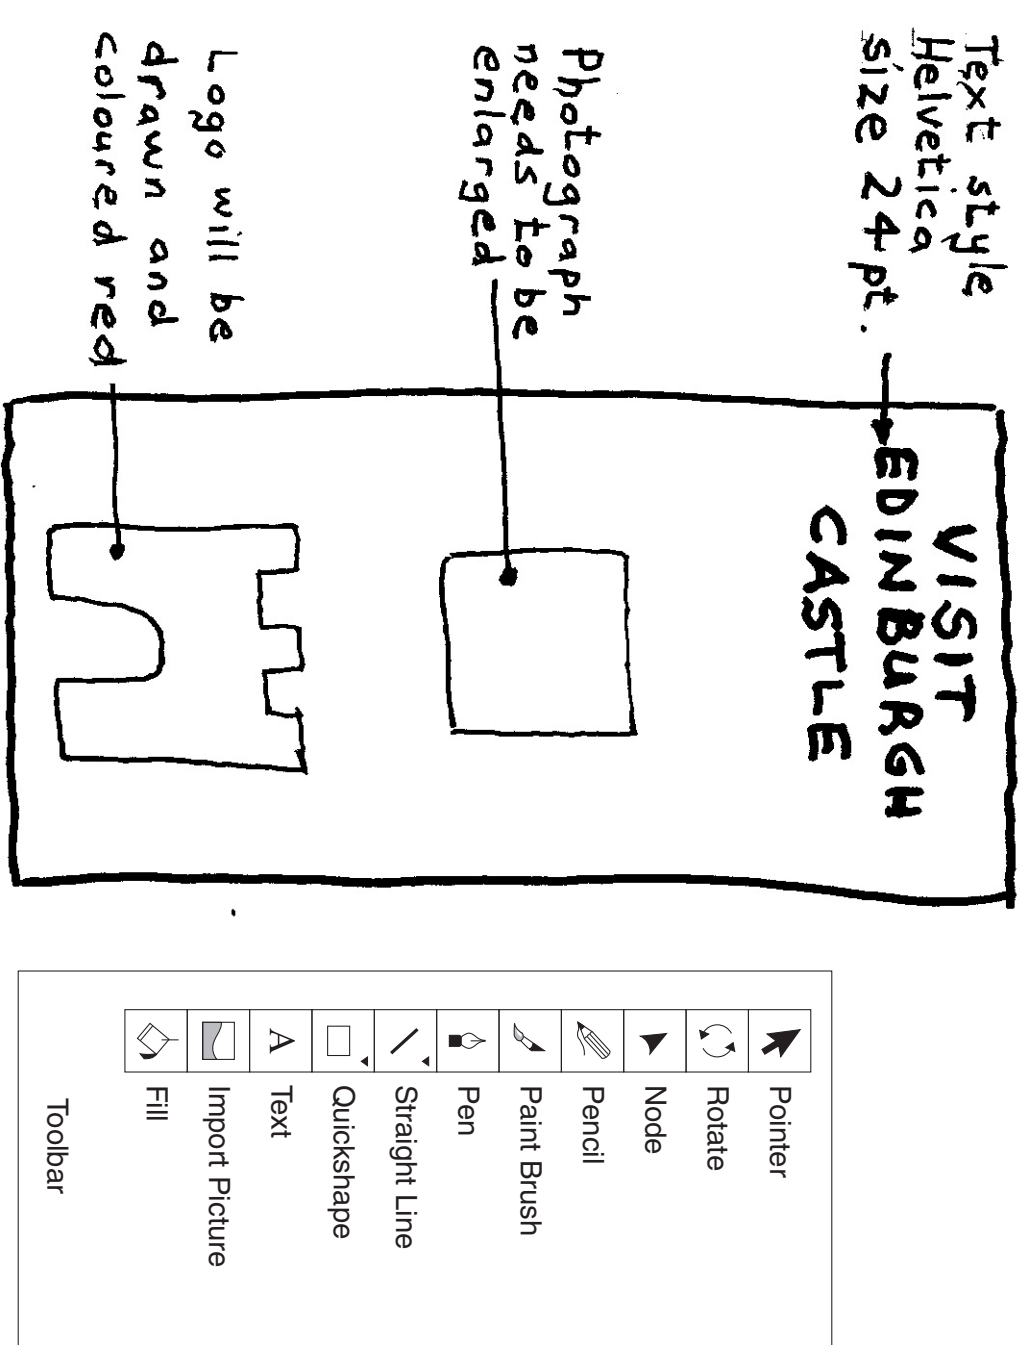 Text style
Helvetica
size 24pt.
VISIT
EDINBURGH
CASTLE
Photograph
needs to be
enlarged
Logo will be
drawn and
coloured red
Pointer
Rotate
Node
Pencil
Paint Brush
Pen
Straight Line
Quickshape
A Text
Import Picture
Fill
Toolbar